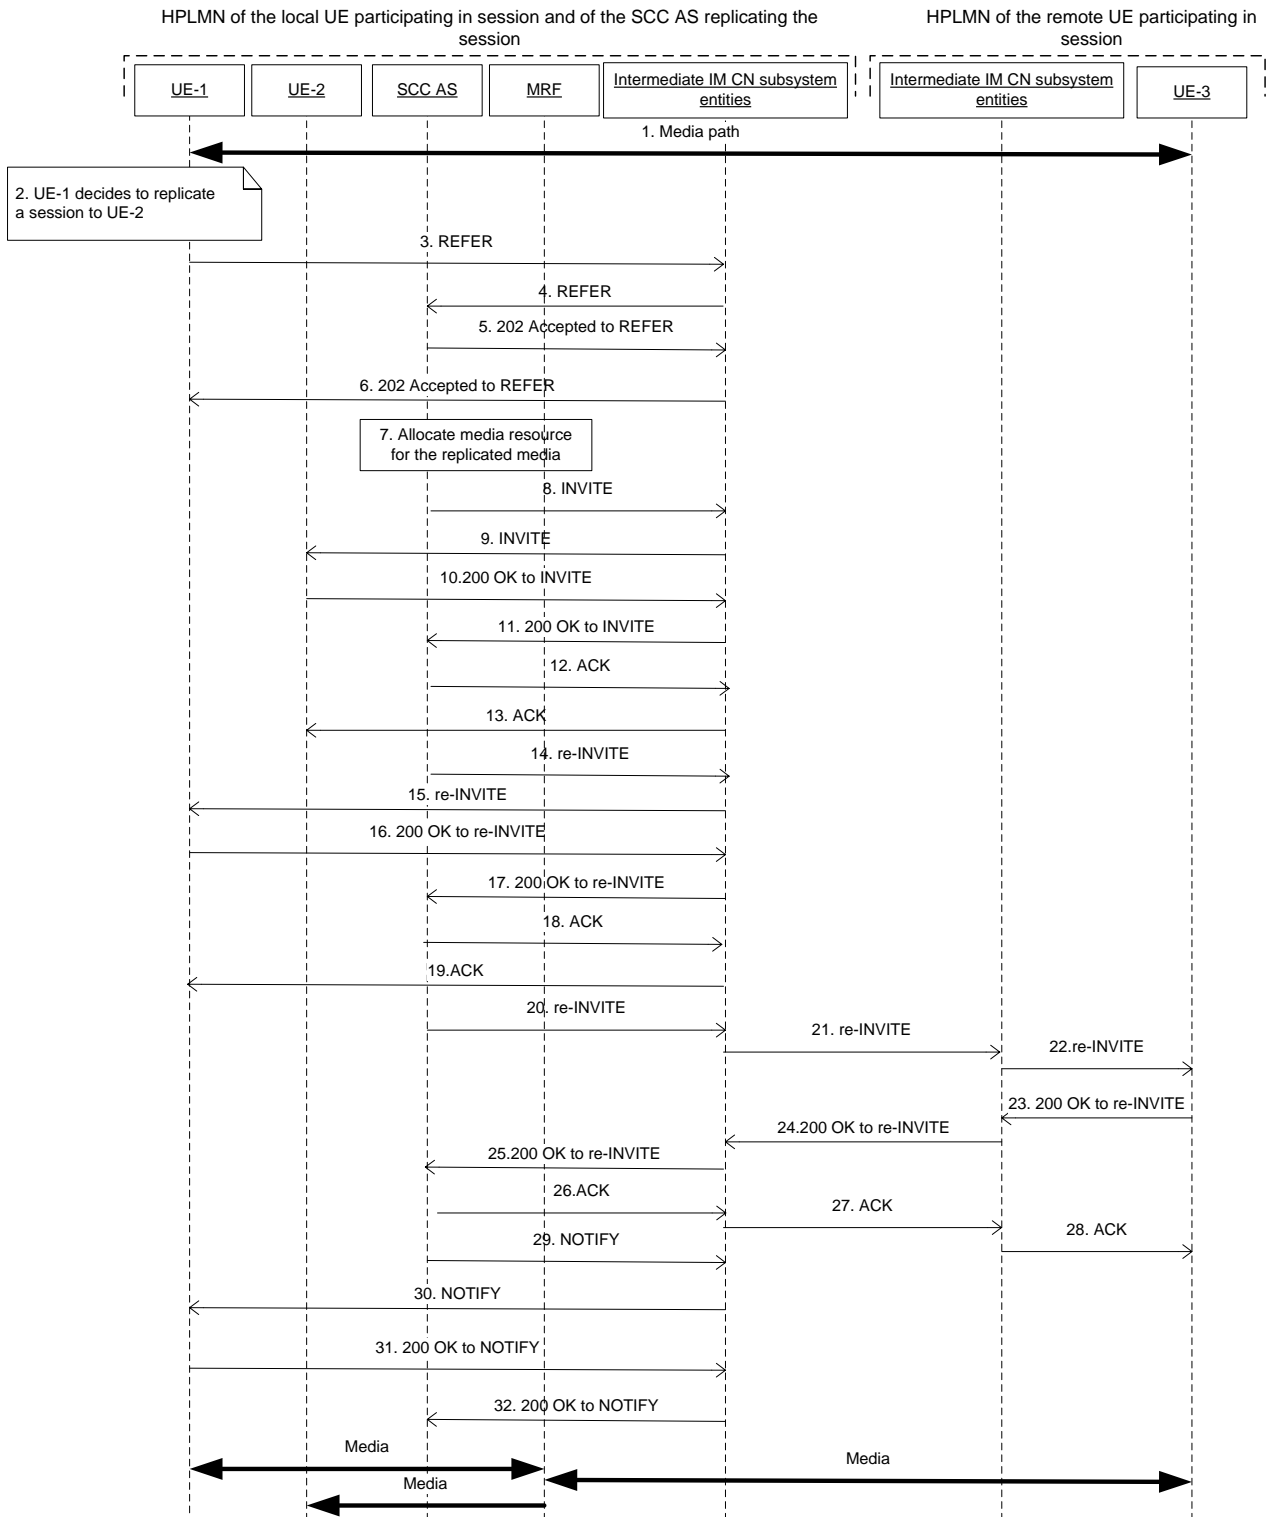 HPLMN of the local UE participating in session and of the SCC AS replicating the
session
HPLMN of the remote UE participating in
session
UE-1
UE-2
SCC AS
MRF
Intermediate IM CN subsystem
entities
Intermediate IM CN subsystem
entities
UE-3
1. Media path
2. UE-1 decides to replicate
a session to UE-2
3. REFER
4. REFER
5. 202 Accepted to REFER
6. 202 Accepted to REFER
7. Allocate media resource
for the replicated media
8. INVITE
9. INVITE
10.200 OK to INVITE
11. 200 OK to INVITE
12. ACK
13. ACK
14. re-INVITE
15. re-INVITE
16. 200 OK to re-INVITE
17. 200 OK to re-INVITE
18. ACK
19.ACK
20. re-INVITE
21. re-INVITE
22.re-INVITE
23. 200 OK to re-INVITE
24.200 OK to re-INVITE
25.200 OK to re-INVITE
26.ACK
27. ACK
28. ACK
29. NOTIFY
30. NOTIFY
31. 200 OK to NOTIFY
32. 200 OK to NOTIFY
Media
Media
Media